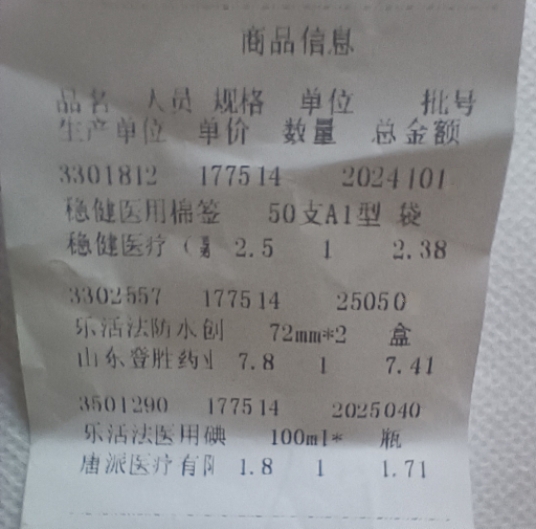 商品信息
品名 人员 规格 单位 批号
生产单位 单价 数量 总金额
3301812 177514 2024101
稳健医用棉签 50支A1型 袋
稳健医疗( 2.5 1 2.38
3302557 177514 25050
乐活法防水创 72mm*2 盒
山东登胜药业 7.8 1 7.41
3501290 177514 2025040
乐活法医用碘 100ml* 瓶
唐派医疗有限 1.8 1 1.71